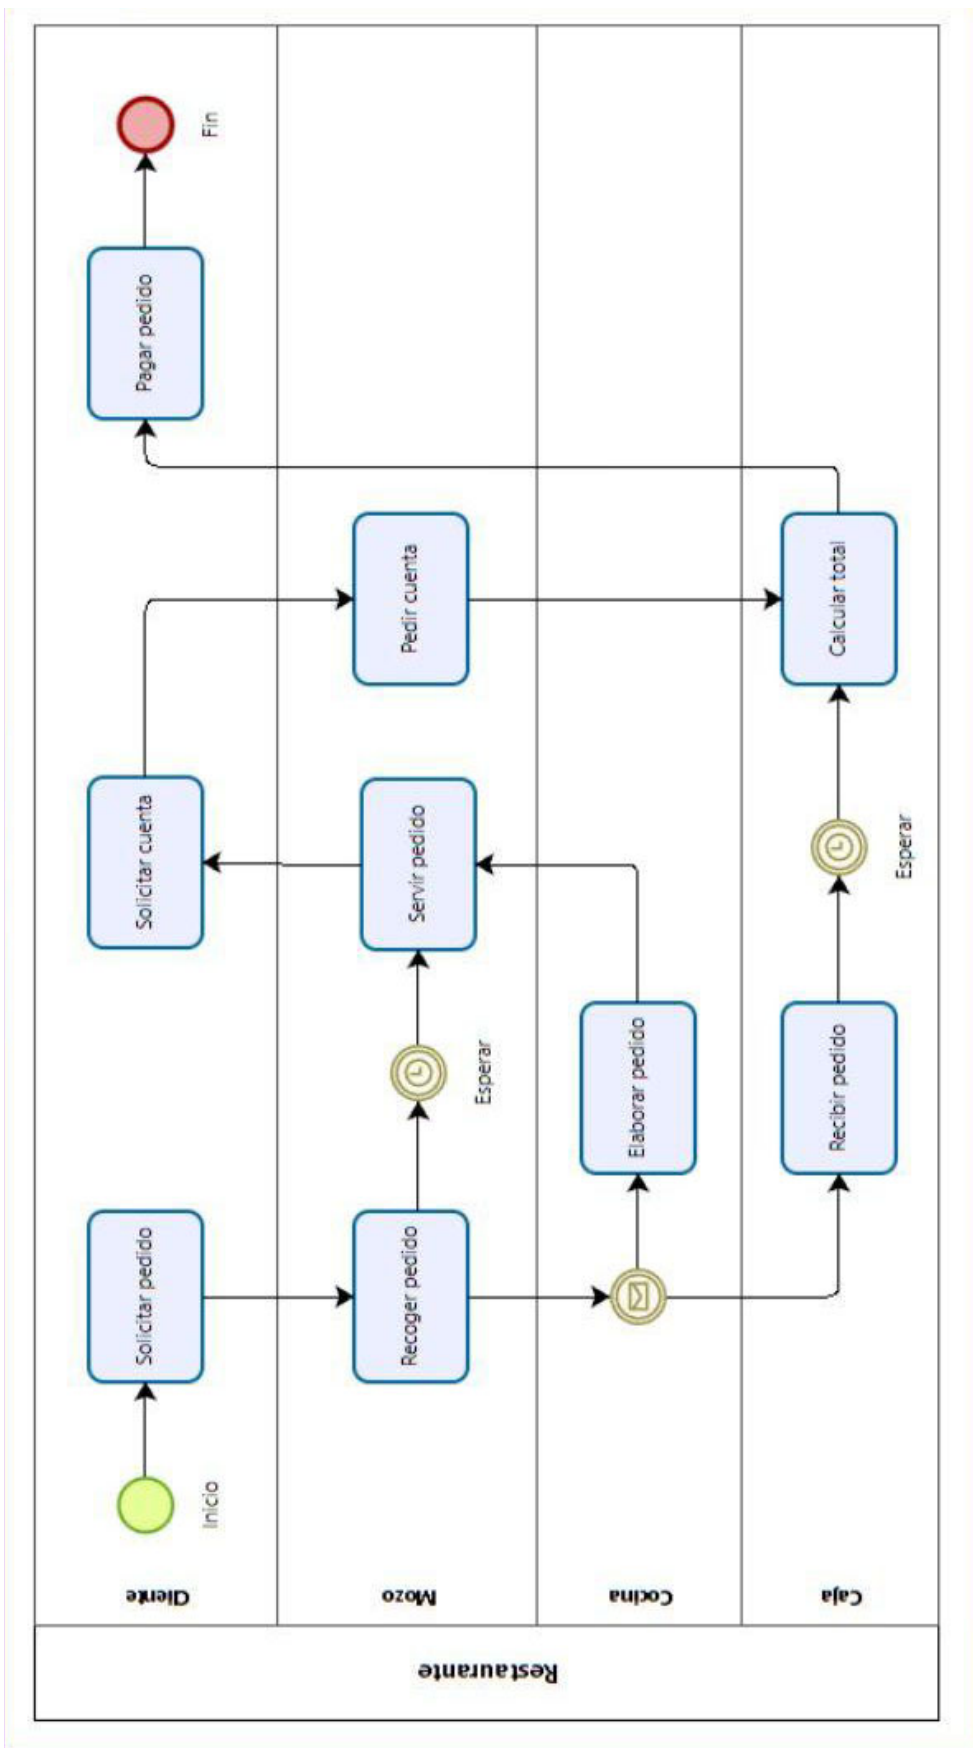 Restaurante
Cliente
Inicio
Solicitar pedido
Solicitar cuenta
Pagar pedido
Fin
Mozo
Recoger pedido
Esperar
Servir pedido
Pedir cuenta
Cocina
Elaborar pedido
Caja
Recibir pedido
Esperar
Calcular total